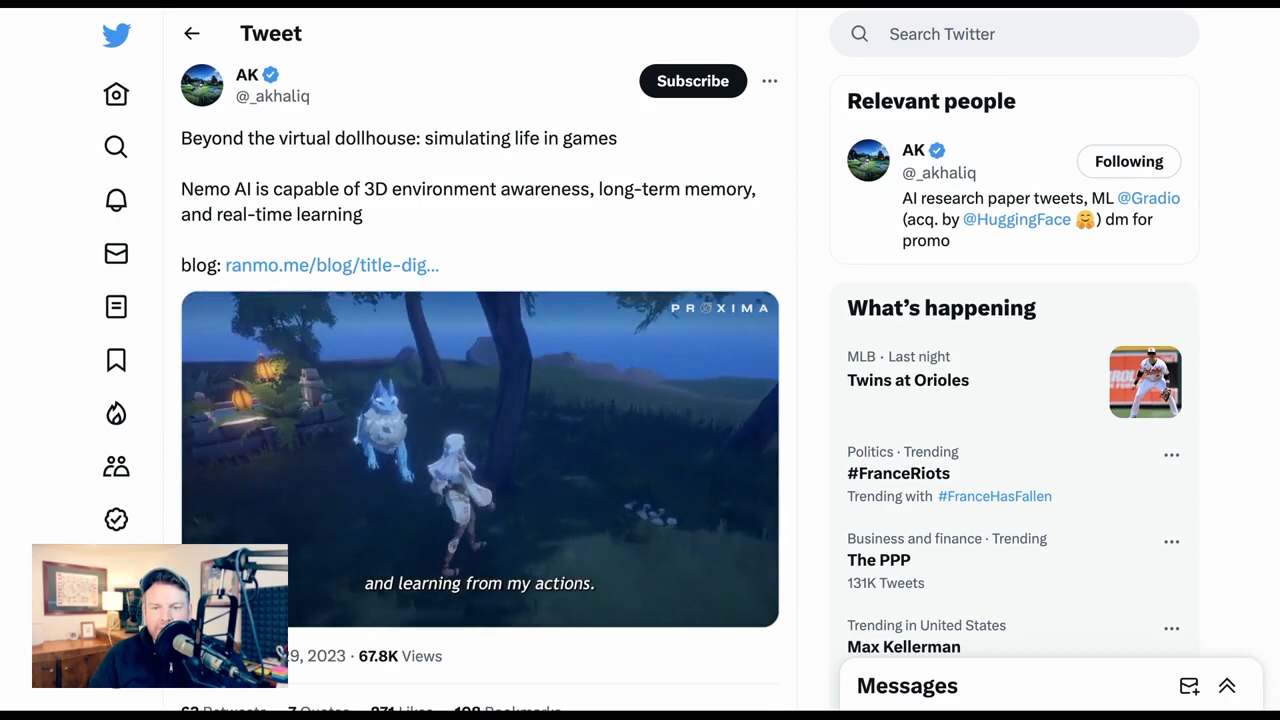 Tweet
AK
@_akhaliq
Subscribe
Beyond the virtual dollhouse: simulating life in games
Nemo AI is capable of 3D environment awareness, long-term memory,
and real-time learning
blog: ranmo.me/blog/title-dig...
PROXIMA
and learning from my actions.
9, 2023 · 67.8K Views
Search Twitter
Relevant people
AK
@_akhaliq
Following
AI research paper tweets, ML @Gradio
(acq. by @HuggingFace 🤗) dm for
promo
What's happening
MLB · Last night
Twins at Orioles
Politics · Trending
#FranceRiots
Trending with #FranceHasFallen
Business and finance · Trending
The PPP
131K Tweets
Trending in United States
Max Kellerman
Messages